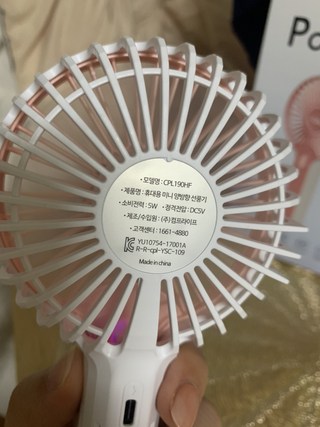 Po
• 모델명 : CPL190HF
• 제품명 : 휴대용 미니 양방향 선풍기
• 소비전력 : 5W • 정격전압 : DC5V
• 제조/수입원 : (주)컴프라이프
• 고객센터 : 1661-4880
YU10754-17001A
R-R-cpl-YSC-109
Made in china